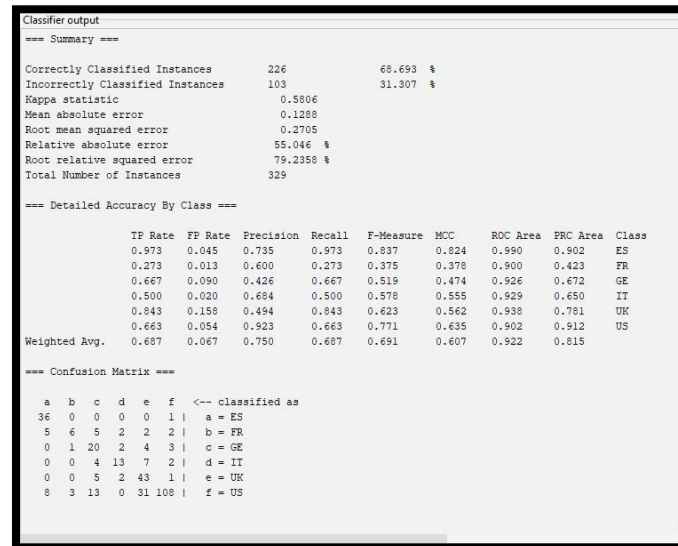 Classifier output
=== Summary ===
Correctly Classified Instances 226 68.693 %
Incorrectly Classified Instances 103 31.307 %
Kappa statistic 0.5806
Mean absolute error 0.1288
Root mean squared error 0.2705
Relative absolute error 55.046 %
Root relative squared error 79.2358 %
Total Number of Instances 329
=== Detailed Accuracy By Class ===
TP Rate FP Rate Precision Recall F-Measure MCC ROC Area PRC Area Class
0.973 0.045 0.735 0.973 0.837 0.824 0.990 0.902 ES
0.273 0.013 0.600 0.273 0.375 0.378 0.900 0.423 FR
0.667 0.090 0.426 0.667 0.519 0.474 0.926 0.672 GE
0.500 0.020 0.684 0.500 0.578 0.555 0.929 0.650 IT
0.843 0.158 0.494 0.843 0.623 0.562 0.938 0.781 UK
0.663 0.054 0.923 0.663 0.771 0.635 0.902 0.912 US
Weighted Avg. 0.687 0.067 0.750 0.687 0.691 0.607 0.922 0.815
=== Confusion Matrix ===
a b c d e f <-- classified as
36 0 0 0 0 1 | a = ES
5 6 5 2 2 2 | b = FR
0 1 20 2 4 3 | c = GE
0 0 4 13 7 2 | d = IT
0 0 5 2 43 1 | e = UK
8 3 13 0 31 108 | f = US